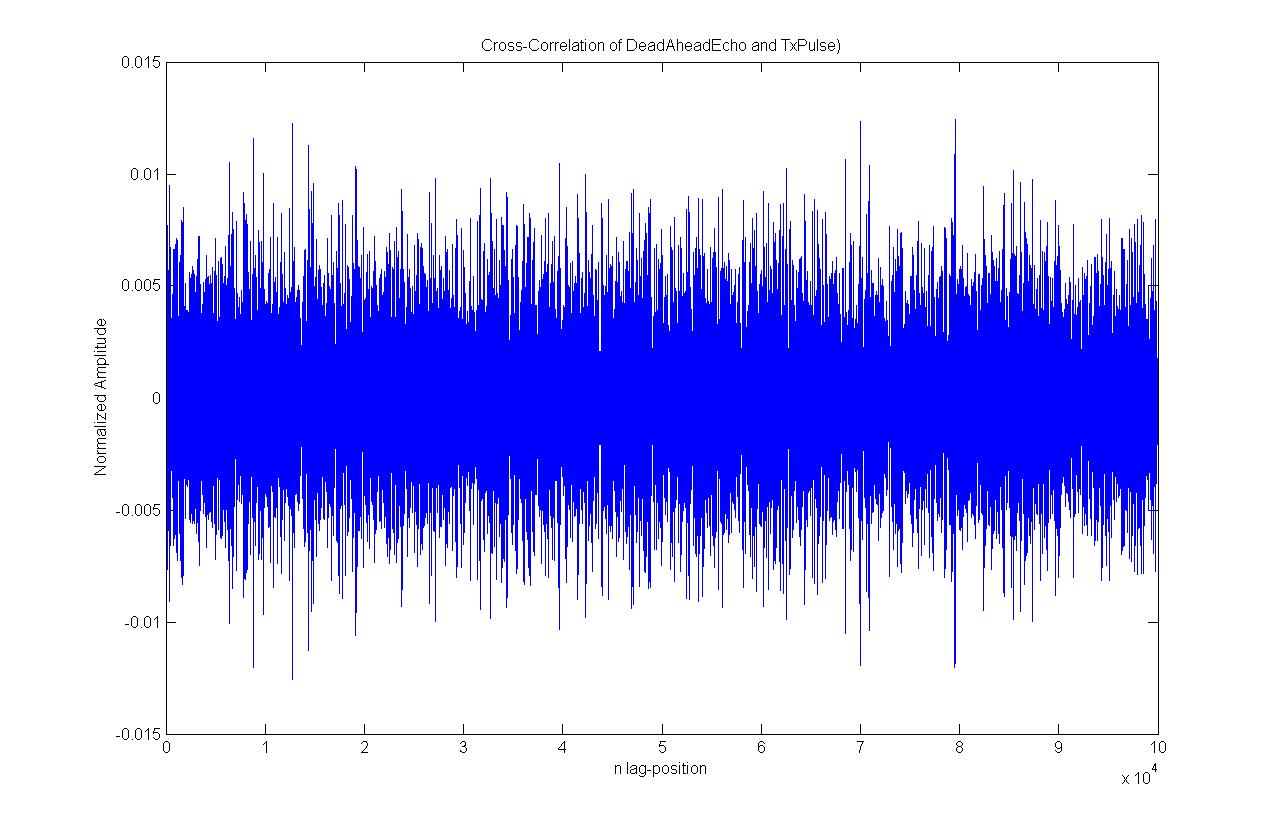 Cross-Correlation of DeadAheadEcho and TxPulse)
0.015
0.01
0.005
0
-0.005
-0.01
-0.015
Normalized Amplitude
0 1 2 3 4 5 6 7 8 9 10
n lag-position
x 10^4